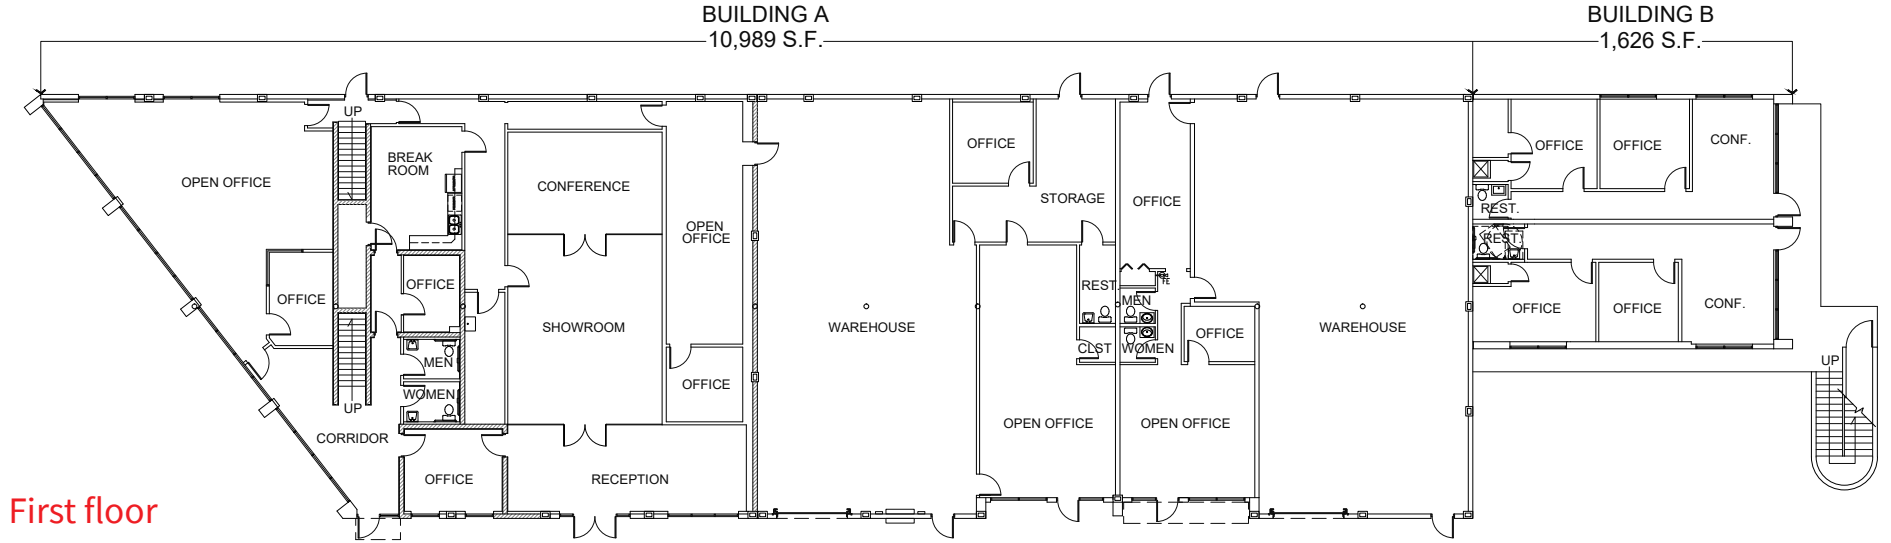 BUILDING A
10,989 S.F.
BUILDING B
1,626 S.F.
UP
BREAK
ROOM
OPEN OFFICE
CONFERENCE
OPEN
OFFICE
OFFICE
STORAGE
OFFICE
OFFICE
OFFICE
CONF.
REST.
REST.
OFFICE
OFFICE
SHOWROOM
WAREHOUSE
REST.
MEN
FE
OFFICE
WAREHOUSE
OFFICE
OFFICE
CONF.
MEN
WOMEN
OFFICE
CLST
WOMEN
UP
UP
CORRIDOR
OPEN OFFICE
OPEN OFFICE
OFFICE
RECEPTION
First floor